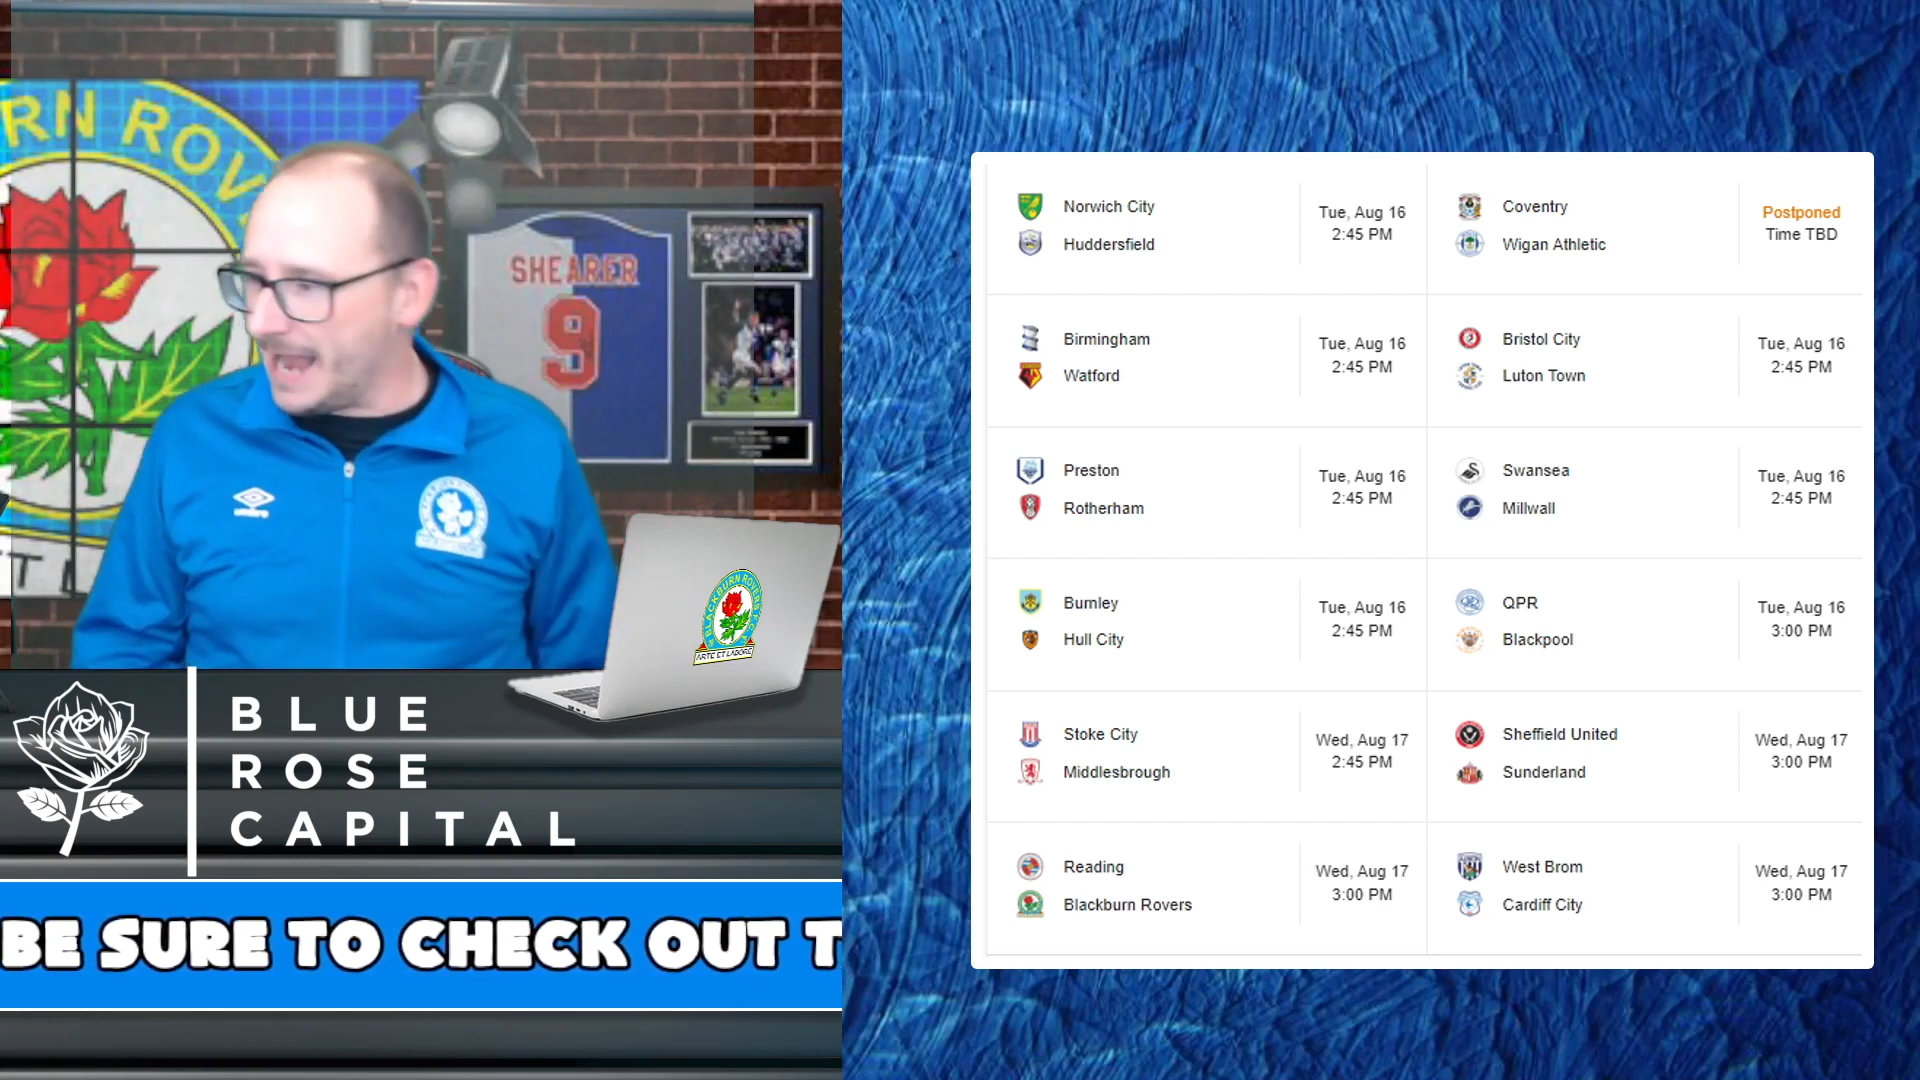 RN ROV
SHEARER
9
umbro
BLACKBURN ROVERS F.C.
ARTE ET LABORE
BLUE
ROSE
CAPITAL
BE SURE TO CHECK OUT T
Norwich City
Huddersfield
Tue, Aug 16
2:45 PM
Coventry
Wigan Athletic
Postponed
Time TBD
Birmingham
Watford
Tue, Aug 16
2:45 PM
Bristol City
Luton Town
Tue, Aug 16
2:45 PM
Preston
Rotherham
Tue, Aug 16
2:45 PM
Swansea
Millwall
Tue, Aug 16
2:45 PM
Burnley
Hull City
Tue, Aug 16
2:45 PM
QPR
Blackpool
Tue, Aug 16
3:00 PM
Stoke City
Middlesbrough
Wed, Aug 17
2:45 PM
Sheffield United
Sunderland
Wed, Aug 17
3:00 PM
Reading
Blackburn Rovers
Wed, Aug 17
3:00 PM
West Brom
Cardiff City
Wed, Aug 17
3:00 PM